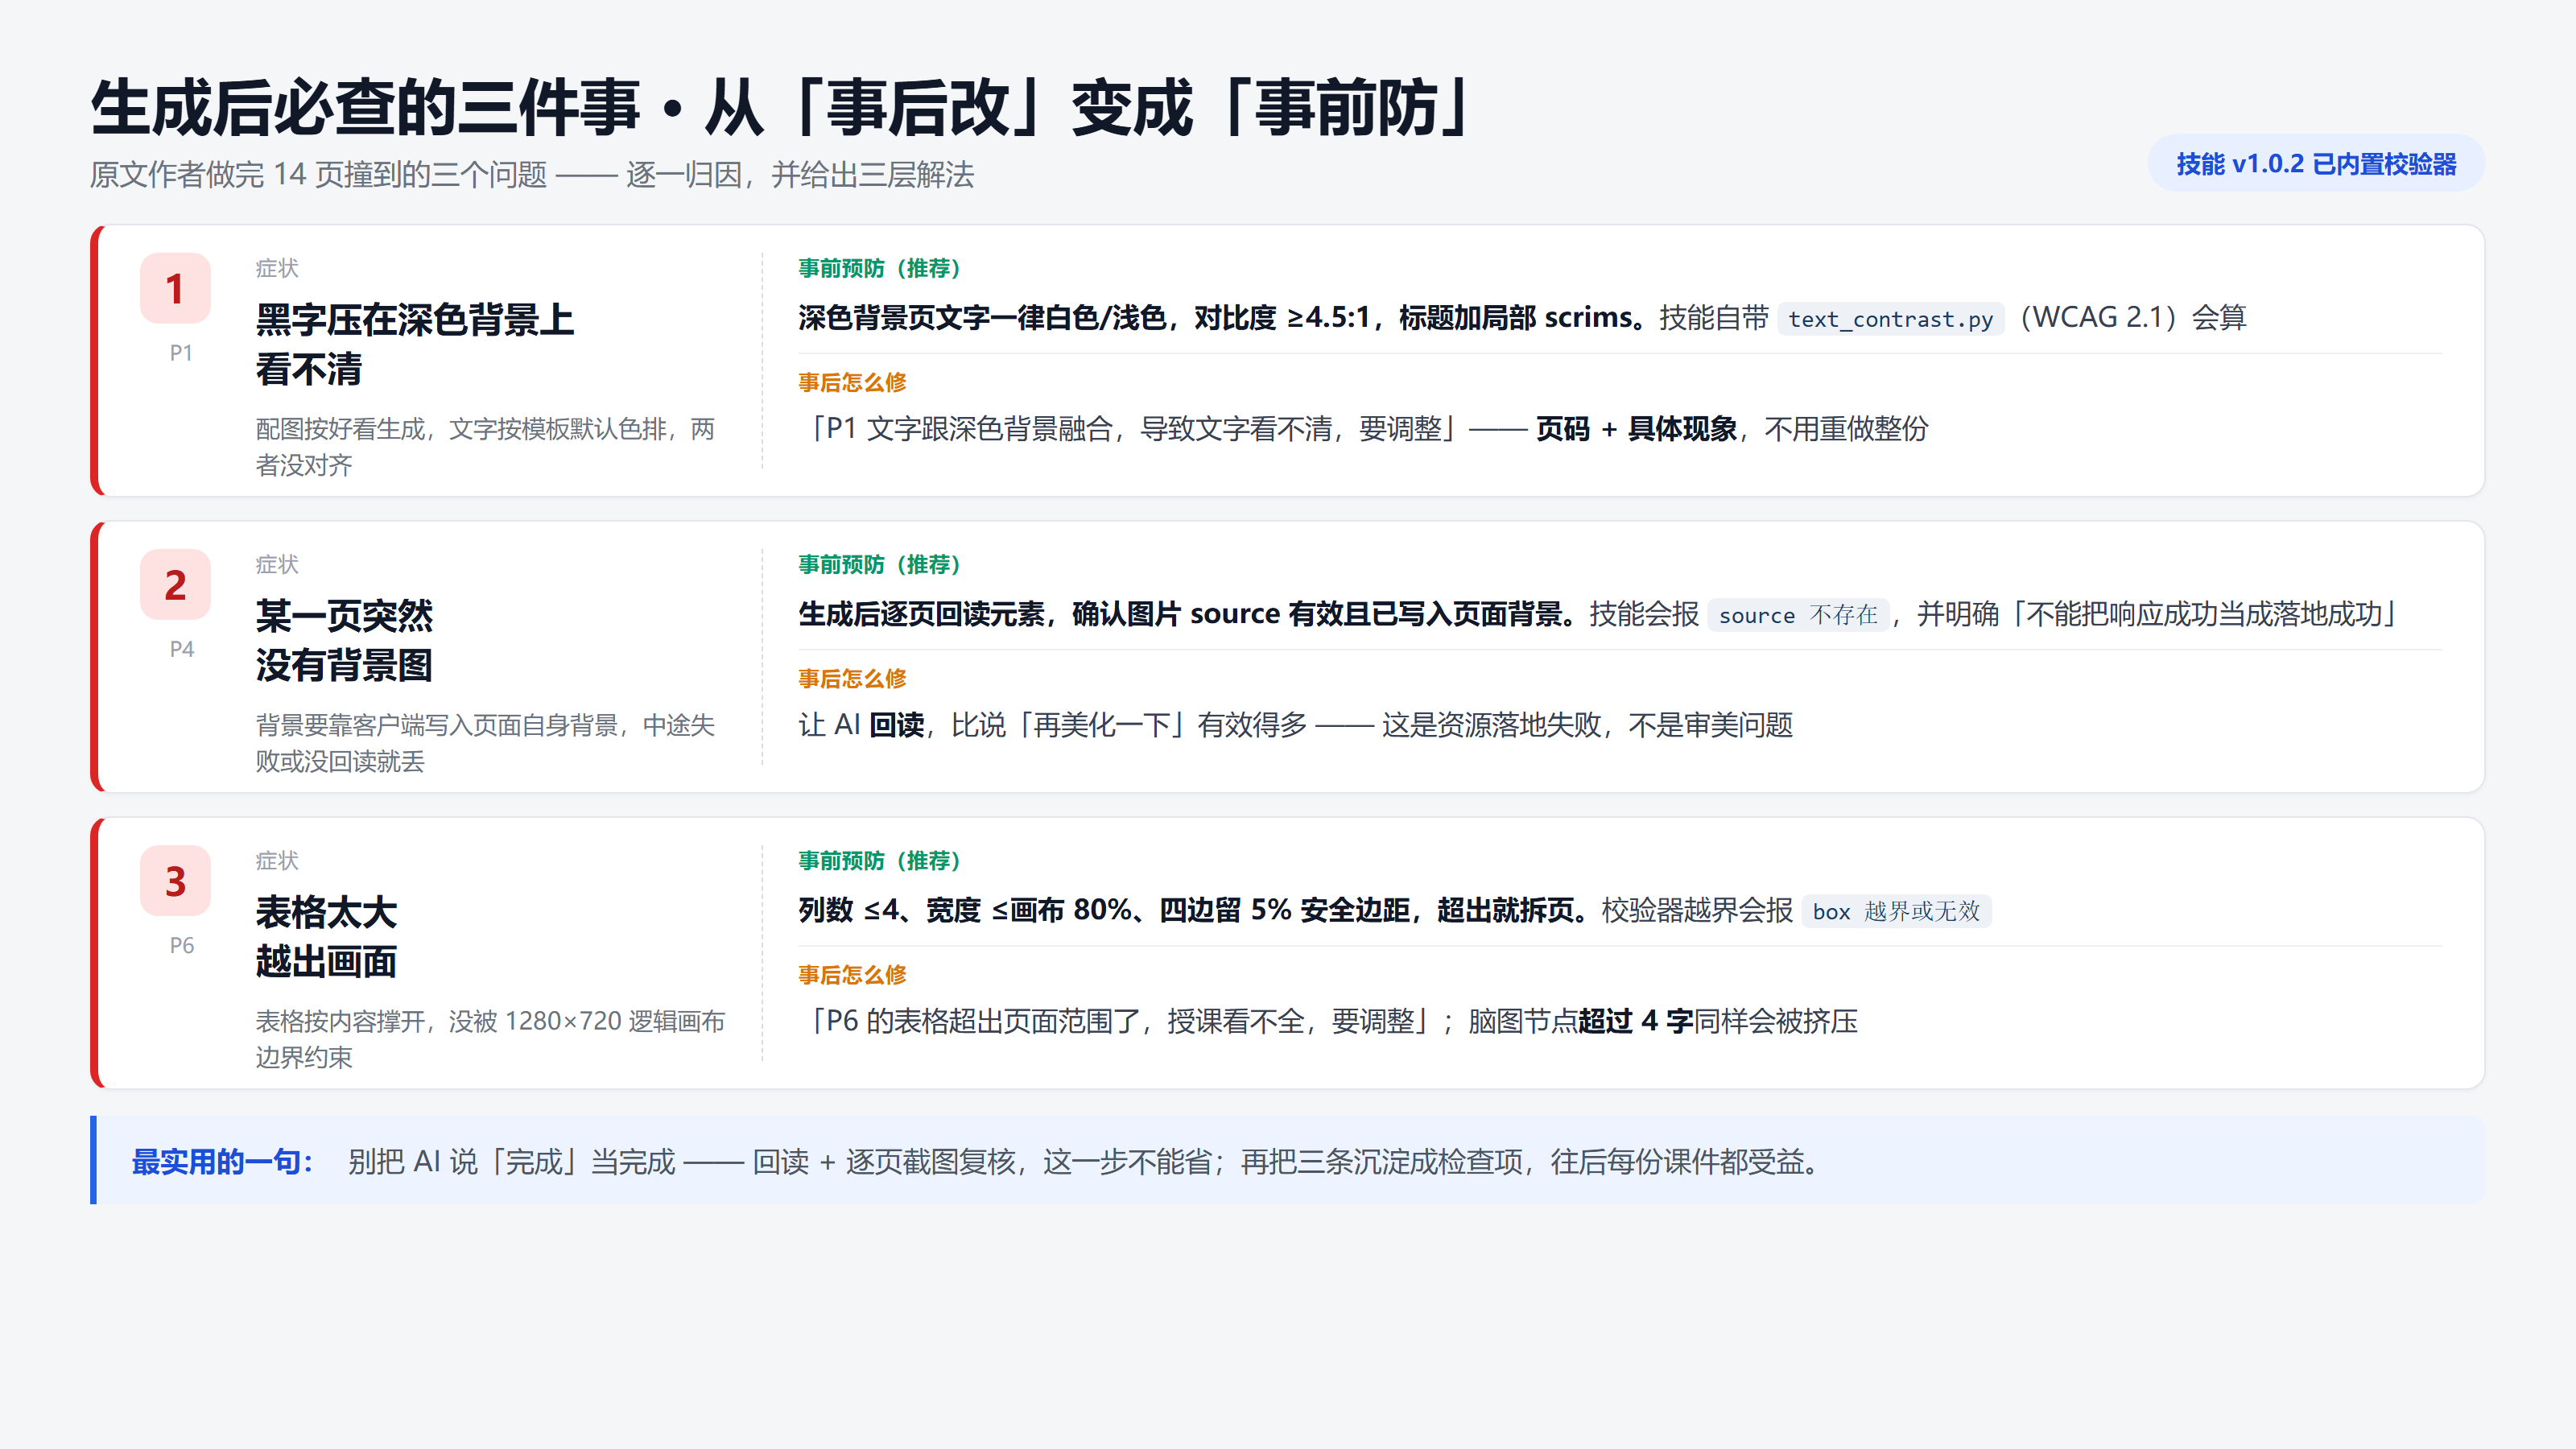 生成后必查的三件事・从「事后改」变成「事前防」
原文作者做完 14 页撞到的三个问题 —— 逐一归因，并给出三层解法
技能 v1.0.2 已内置校验器
1
P1
症状
黑字压在深色背景上
看不清
配图按好看生成，文字按模板默认色排，两
者没对齐
事前预防（推荐）
深色背景页文字一律白色/浅色，对比度 ≥4.5:1，标题加局部 scrims。技能自带 text_contrast.py（WCAG 2.1）会算
事后怎么修
「P1 文字跟深色背景融合，导致文字看不清，要调整」—— 页码 + 具体现象，不用重做整份
2
P4
症状
某一页突然
没有背景图
背景要靠客户端写入页面自身背景，中途失
败或没回读就丢
事前预防（推荐）
生成后逐页回读元素，确认图片 source 有效且已写入页面背景。技能会报 source 不存在，并明确「不能把响应成功当成落地成功」
事后怎么修
让 AI 回读，比说「再美化一下」有效得多 —— 这是资源落地失败，不是审美问题
3
P6
症状
表格太大
越出画面
表格按内容撑开，没被 1280×720 逻辑画布
边界约束
事前预防（推荐）
列数 ≤4、宽度 ≤画布 80%、四边留 5% 安全边距，超出就拆页。校验器越界会报 box 越界或无效
事后怎么修
「P6 的表格超出页面范围了，授课看不全，要调整」；脑图节点超过 4 字同样会被挤压
最实用的一句： 别把 AI 说「完成」当完成 —— 回读 + 逐页截图复核，这一步不能省；再把三条沉淀成检查项，往后每份课件都受益。